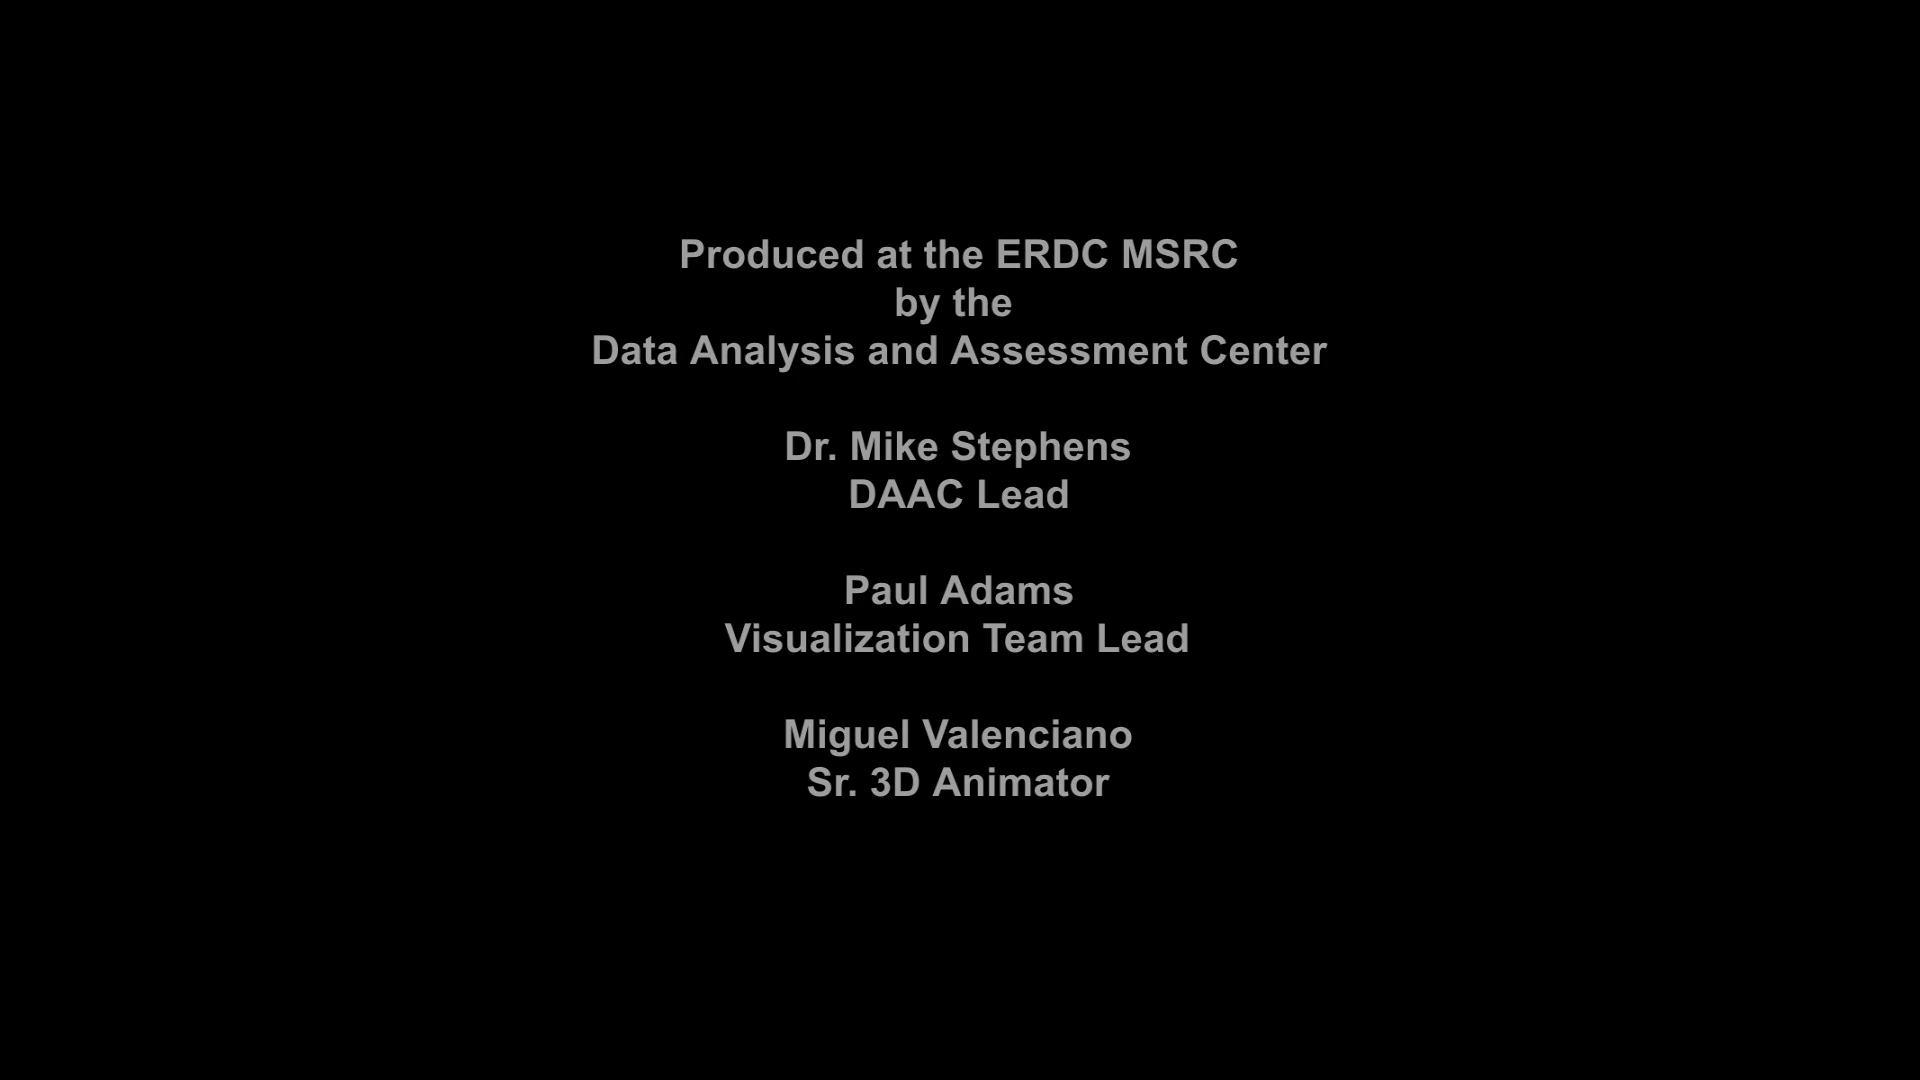 Produced at the ERDC MSRC
by the
Data Analysis and Assessment Center
Dr. Mike Stephens
DAAC Lead
Paul Adams
Visualization Team Lead
Miguel Valenciano
Sr. 3D Animator